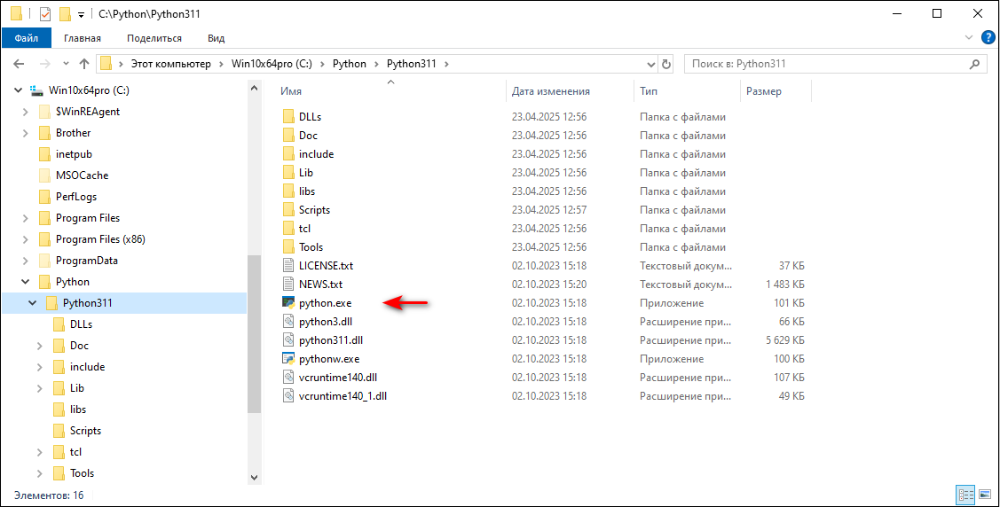 C:\Python\Python311
Файл Главная Поделиться Вид
Этот компьютер Win10x64pro (C:) Python Python311 Поиск в: Python311
Win10x64pro (C:)
$WinREAgent
Brother
inetpub
MSOCache
PerfLogs
Program Files
Program Files (x86)
ProgramData
Python
Python311
DLLs
Doc
include
Lib
libs
Scripts
tcl
Tools
Имя Дата изменения Тип Размер
DLLs 23.04.2025 12:56 Папка с файлами
Doc 23.04.2025 12:56 Папка с файлами
include 23.04.2025 12:56 Папка с файлами
Lib 23.04.2025 12:56 Папка с файлами
libs 23.04.2025 12:56 Папка с файлами
Scripts 23.04.2025 12:57 Папка с файлами
tcl 23.04.2025 12:56 Папка с файлами
Tools 23.04.2025 12:56 Папка с файлами
LICENSE.txt 02.10.2023 15:18 Текстовый докум... 37 КБ
NEWS.txt 02.10.2023 15:20 Текстовый докум... 1 483 КБ
python.exe 02.10.2023 15:18 Приложение 101 КБ
python3.dll 02.10.2023 15:18 Расширение при... 66 КБ
python311.dll 02.10.2023 15:18 Расширение при... 5 629 КБ
pythonw.exe 02.10.2023 15:18 Приложение 100 КБ
vcruntime140.dll 02.10.2023 15:18 Расширение при... 107 КБ
vcruntime140_1.dll 02.10.2023 15:18 Расширение при... 49 КБ
Элементов: 16